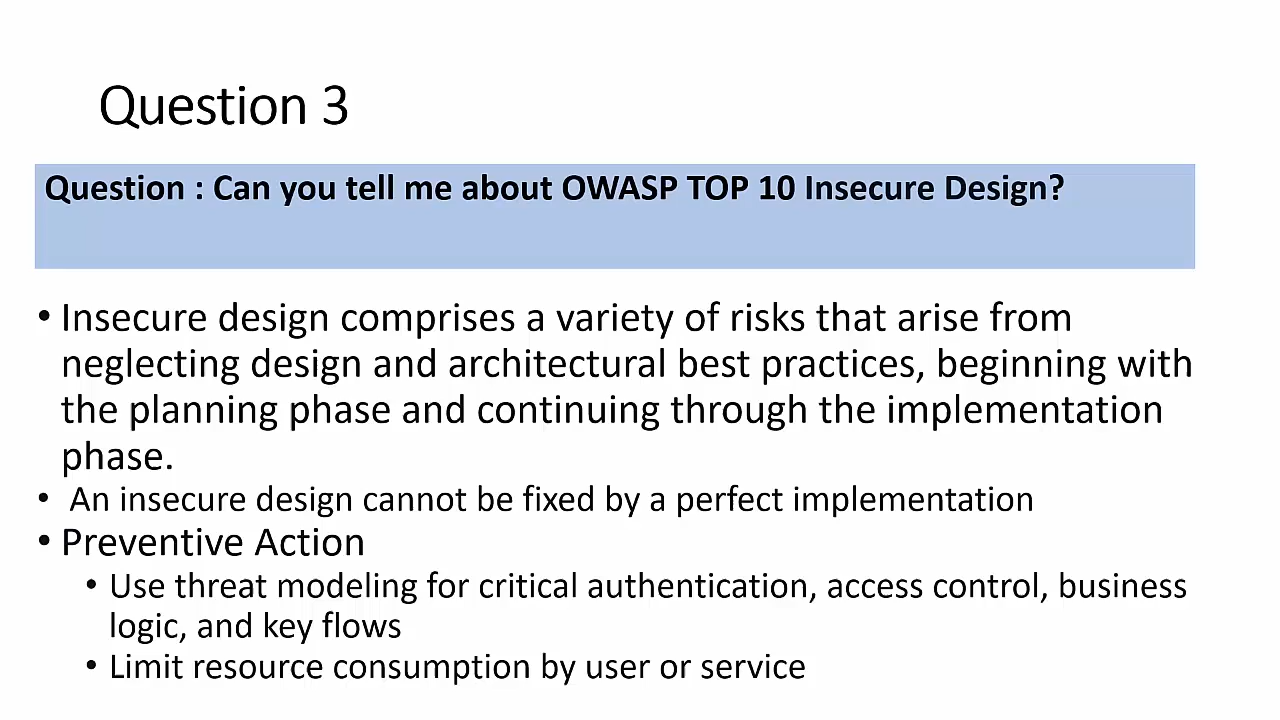 Question 3
Question : Can you tell me about OWASP TOP 10 Insecure Design?
• Insecure design comprises a variety of risks that arise from
neglecting design and architectural best practices, beginning with
the planning phase and continuing through the implementation
phase.
• An insecure design cannot be fixed by a perfect implementation
• Preventive Action
• Use threat modeling for critical authentication, access control, business
logic, and key flows
• Limit resource consumption by user or service